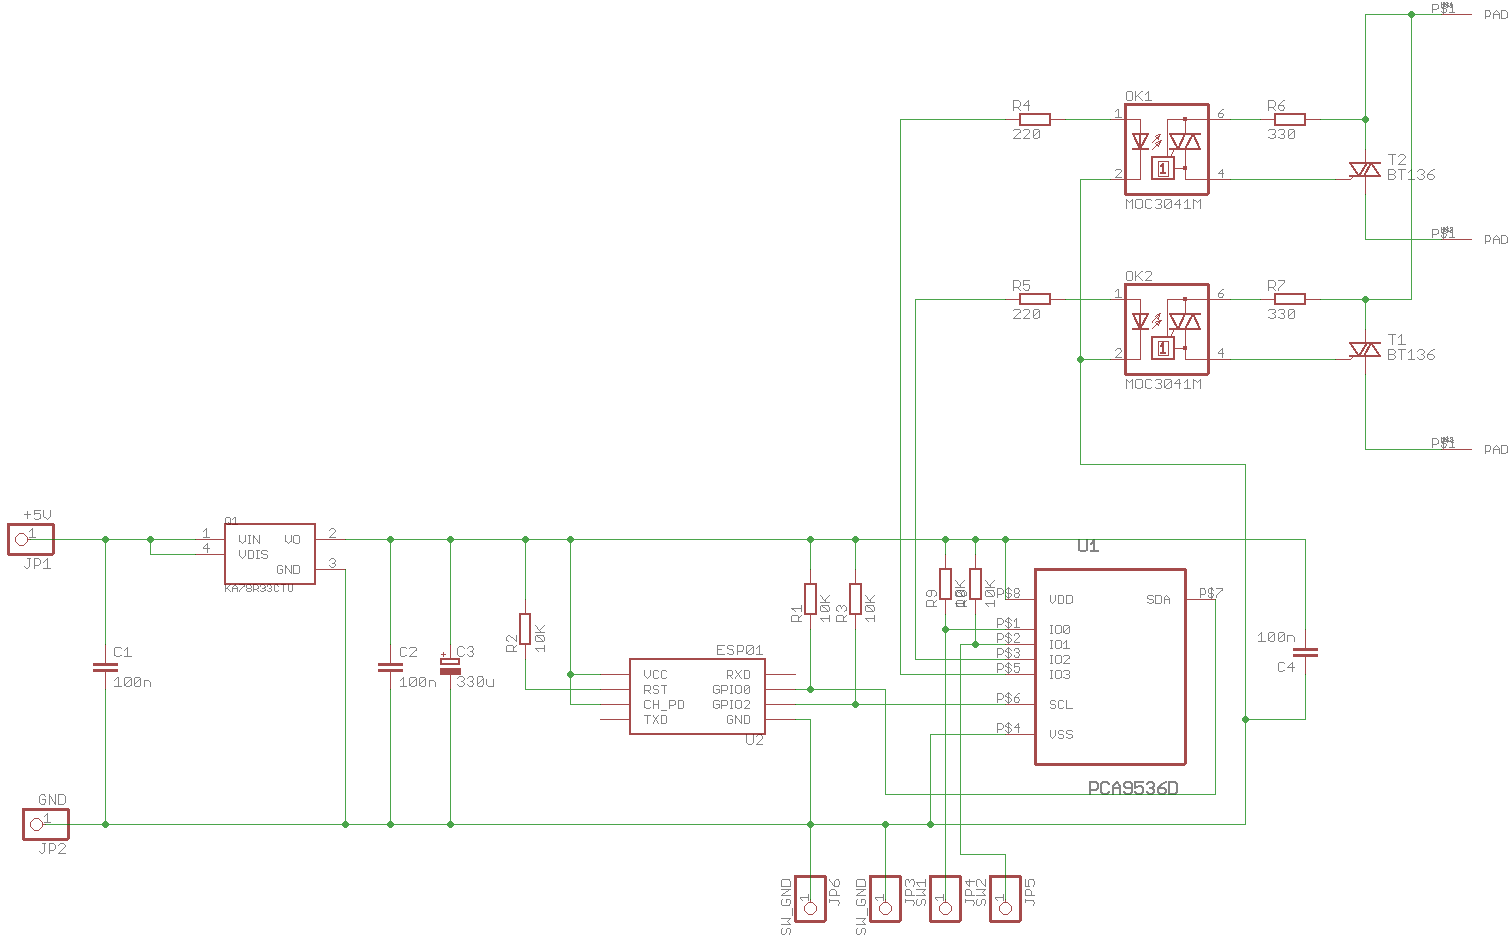 P$1 PAD
OK1
R4
220
1
2
6
4
MOC3041M
R6
330
T2
BT136
P$1 PAD
OK2
R5
220
1
2
6
4
MOC3041M
R7
330
T1
BT136
P$1 PAD
+5V
1
JP1
1
4
VIN
VDIS
VO
GND
2
3
KA78R33CTU
C1
100n
C2
100n
C3
330u
R2
10K
ESP01
VCC
RST
CH_PD
TXD
RXD
GPIO0
GPIO2
GND
U2
R1
10K
R3
10K
R9
10K
U1
P$8 VDD
P$1 IO0
P$2 IO1
P$3 IO2
P$5 IO3
P$6 SCL
P$4 VSS
SDA P$7
PCA9536D
100n
C4
GND
1
JP2
SW_GND
1
JP6
SW_GND
1
JP3
SW1
1
JP4
SW2
1
JP5